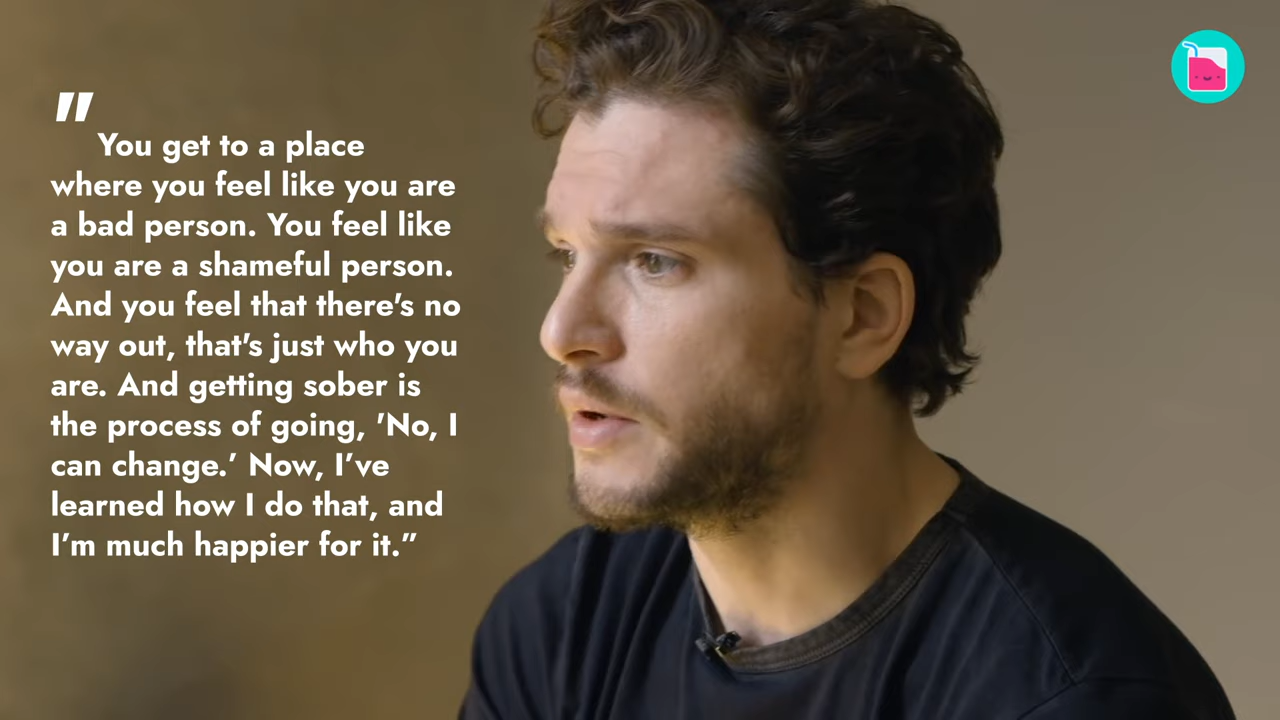 "
You get to a place
where you feel like you are
a bad person. You feel like
you are a shameful person.
And you feel that there's no
way out, that's just who you
are. And getting sober is
the process of going, 'No, I
can change.’ Now, I’ve
learned how I do that, and
I’m much happier for it.”